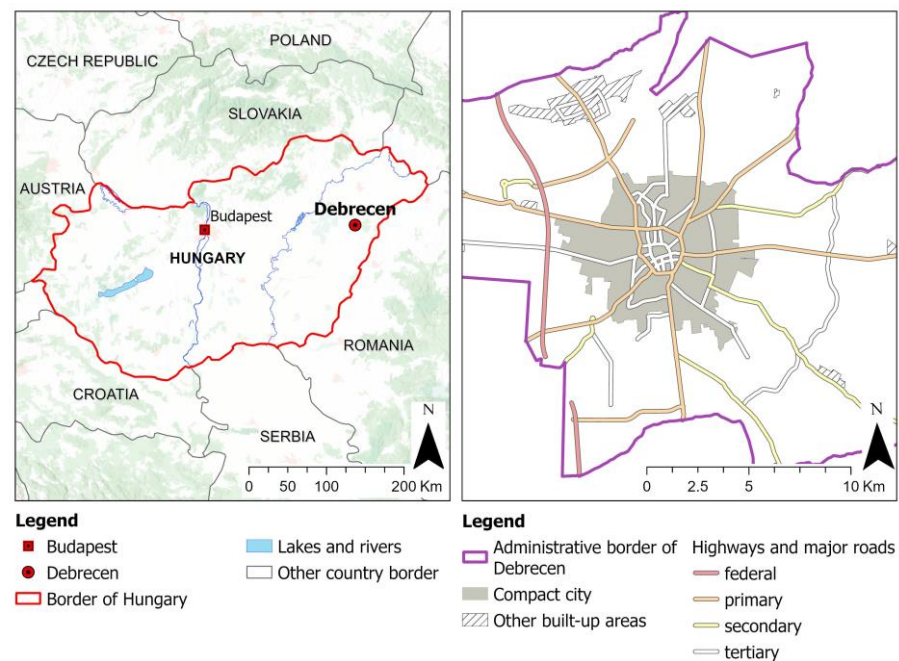 POLAND
CZECH REPUBLIC
SLOVAKIA
AUSTRIA
Budapest
Debrecen
HUNGARY
ROMANIA
CROATIA
SERBIA
N
0 50 100 200 Km
N
0 2.5 5 10 Km
Legend
Budapest
Debrecen
Border of Hungary
Lakes and rivers
Other country border
Legend
Administrative border of
Debrecen
Compact city
Other built-up areas
Highways and major roads
federal
primary
secondary
tertiary